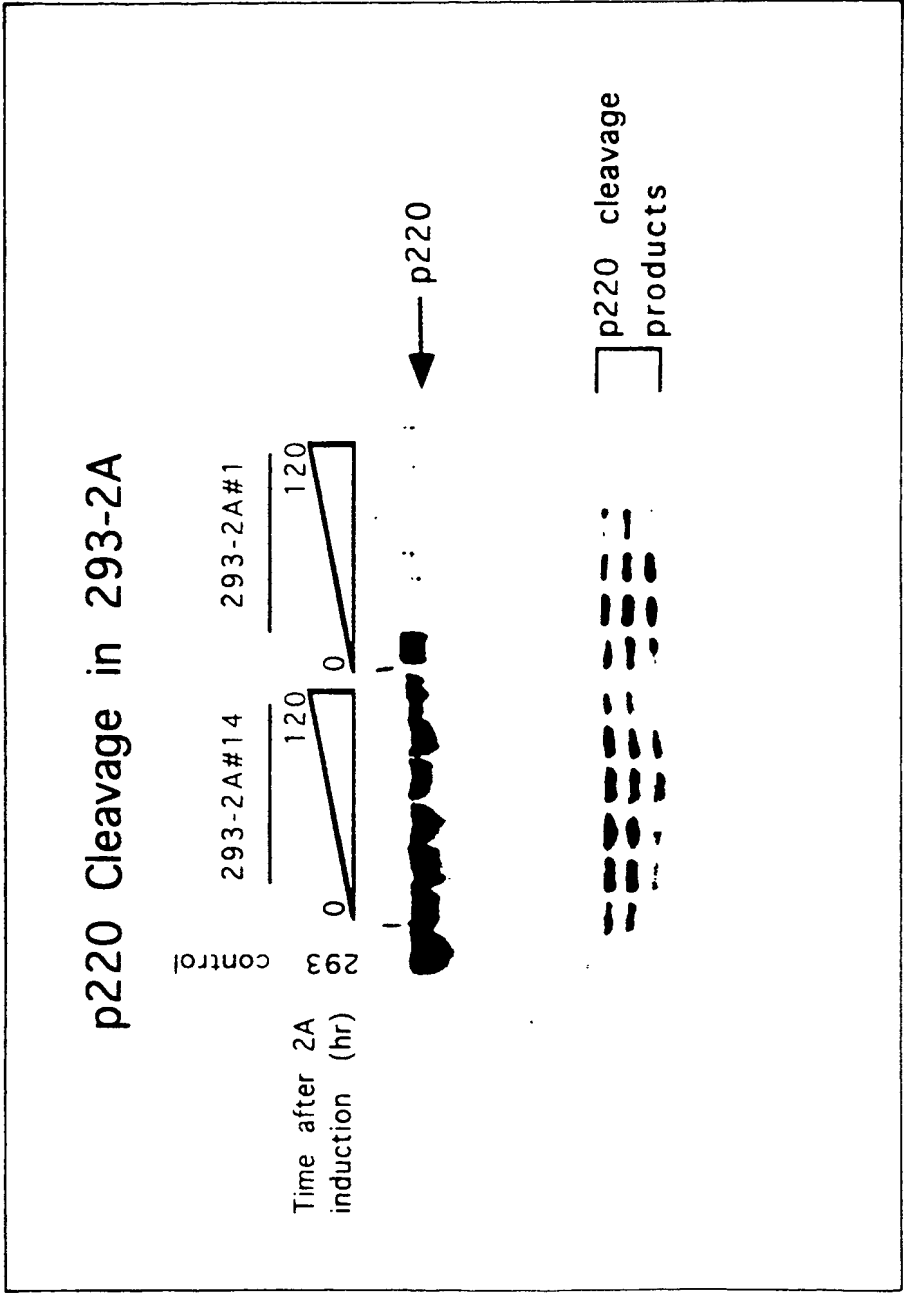 p220 Cleavage in 293-2A
293-2A#14
293-2A#1
control
293
0
120
0
120
Time after 2A
induction (hr)
p220
p220 cleavage
products